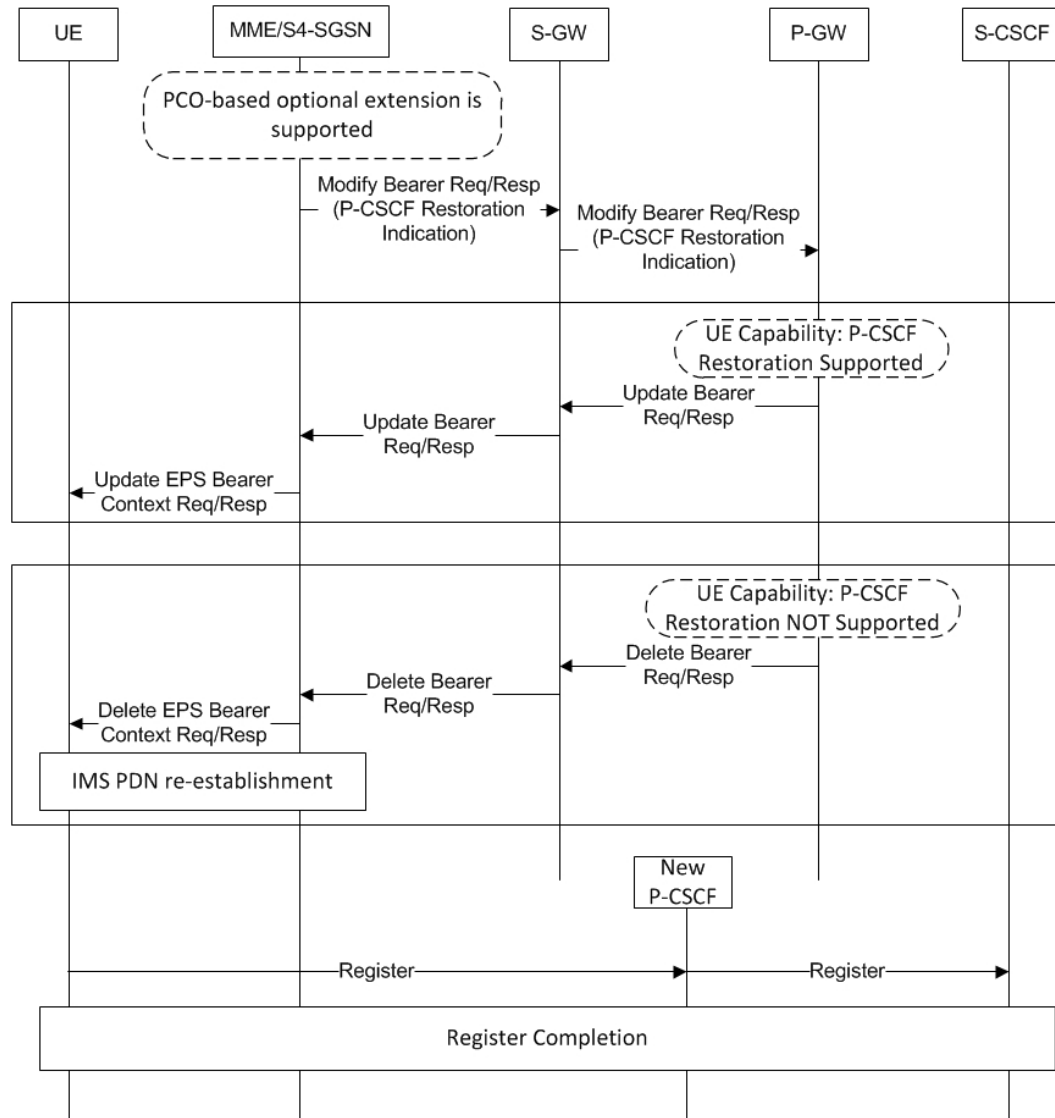 UE
MME/S4-SGSN
S-GW
P-GW
S-CSCF
PCO-based optional extension is
supported
Modify Bearer Req/Resp
(P-CSCF Restoration
Indication)
Modify Bearer Req/Resp
(P-CSCF Restoration
Indication)
UE Capability: P-CSCF
Restoration Supported
Update Bearer
Req/Resp
Update Bearer
Req/Resp
Update EPS Bearer
Context Req/Resp
UE Capability: P-CSCF
Restoration NOT Supported
Delete Bearer
Req/Resp
Delete Bearer
Req/Resp
Delete EPS Bearer
Context Req/Resp
IMS PDN re-establishment
New
P-CSCF
Register
Register
Register Completion